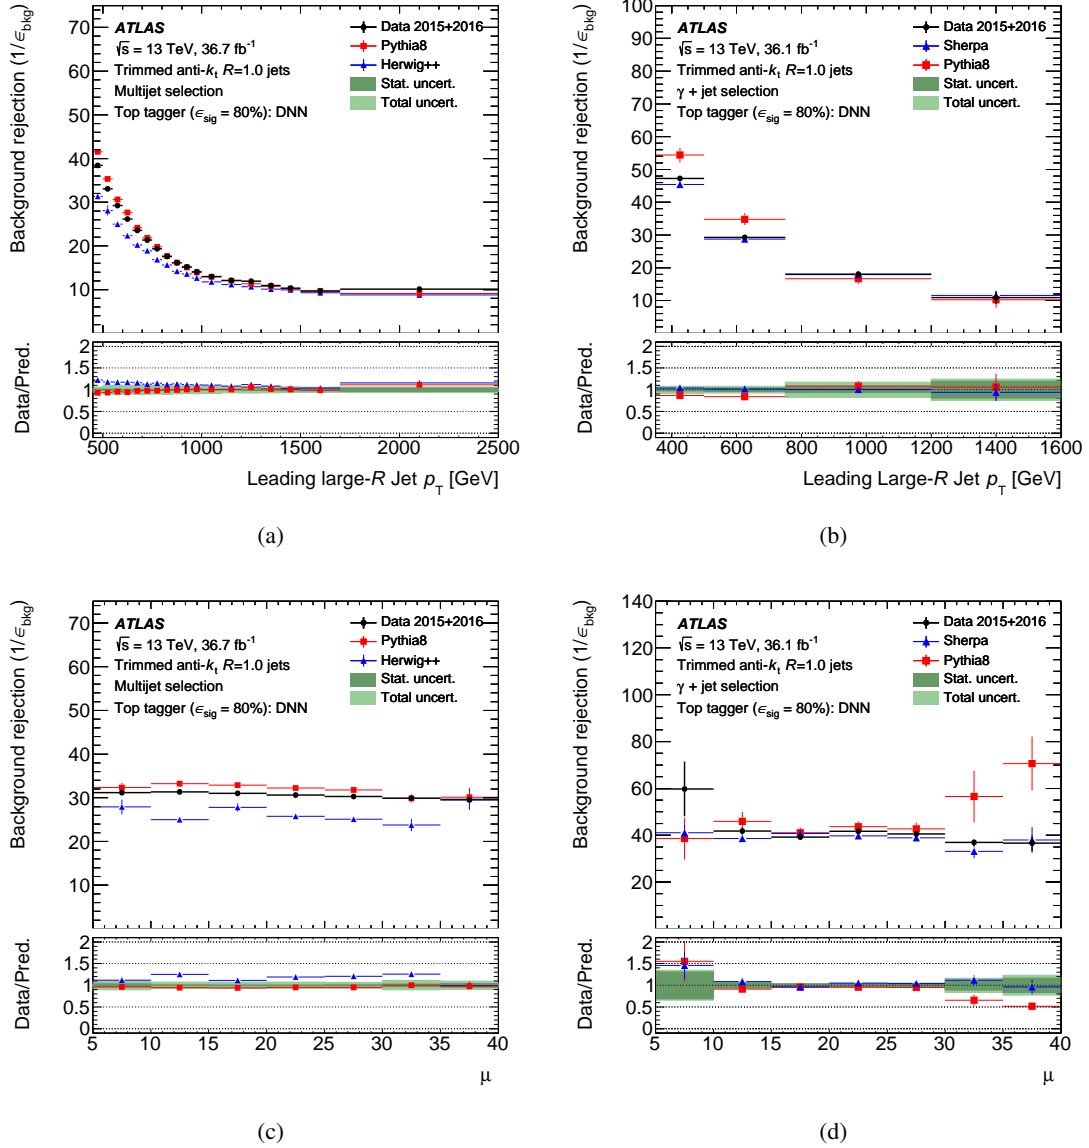 Background rejection (1/ϵbkg)
70
60
50
40
30
20
10
ATLAS
√s = 13 TeV, 36.7 fb-1
Trimmed anti-kt R=1.0 jets
Multijet selection
Top tagger (ϵsig = 80%): DNN
Data 2015+2016
Pythia8
Herwig++
Stat. uncert.
Total uncert.
Data/Pred.
2
1.5
1
0.5
0
500 1000 1500 2000 2500
Leading large-R Jet pT [GeV]
(a)
Background rejection (1/ϵbkg)
100
90
80
70
60
50
40
30
20
10
ATLAS
√s = 13 TeV, 36.1 fb-1
Trimmed anti-kt R=1.0 jets
γ + jet selection
Top tagger (ϵsig = 80%): DNN
Data 2015+2016
Sherpa
Pythia8
Stat. uncert.
Total uncert.
Data/Pred.
2
1.5
1
0.5
0
400 600 800 1000 1200 1400 1600
Leading Large-R Jet pT [GeV]
(b)
Background rejection (1/ϵbkg)
70
60
50
40
30
20
10
ATLAS
√s = 13 TeV, 36.7 fb-1
Trimmed anti-kt R=1.0 jets
Multijet selection
Top tagger (ϵsig = 80%): DNN
Data 2015+2016
Pythia8
Herwig++
Stat. uncert.
Total uncert.
Data/Pred.
2
1.5
1
0.5
0
5 10 15 20 25 30 35 40
μ
(c)
Background rejection (1/ϵbkg)
140
120
100
80
60
40
20
ATLAS
√s = 13 TeV, 36.1 fb-1
Trimmed anti-kt R=1.0 jets
γ + jet selection
Top tagger (ϵsig = 80%): DNN
Data 2015+2016
Sherpa
Pythia8
Stat. uncert.
Total uncert.
Data/Pred.
2
1.5
1
0.5
0
5 10 15 20 25 30 35 40
μ
(d)